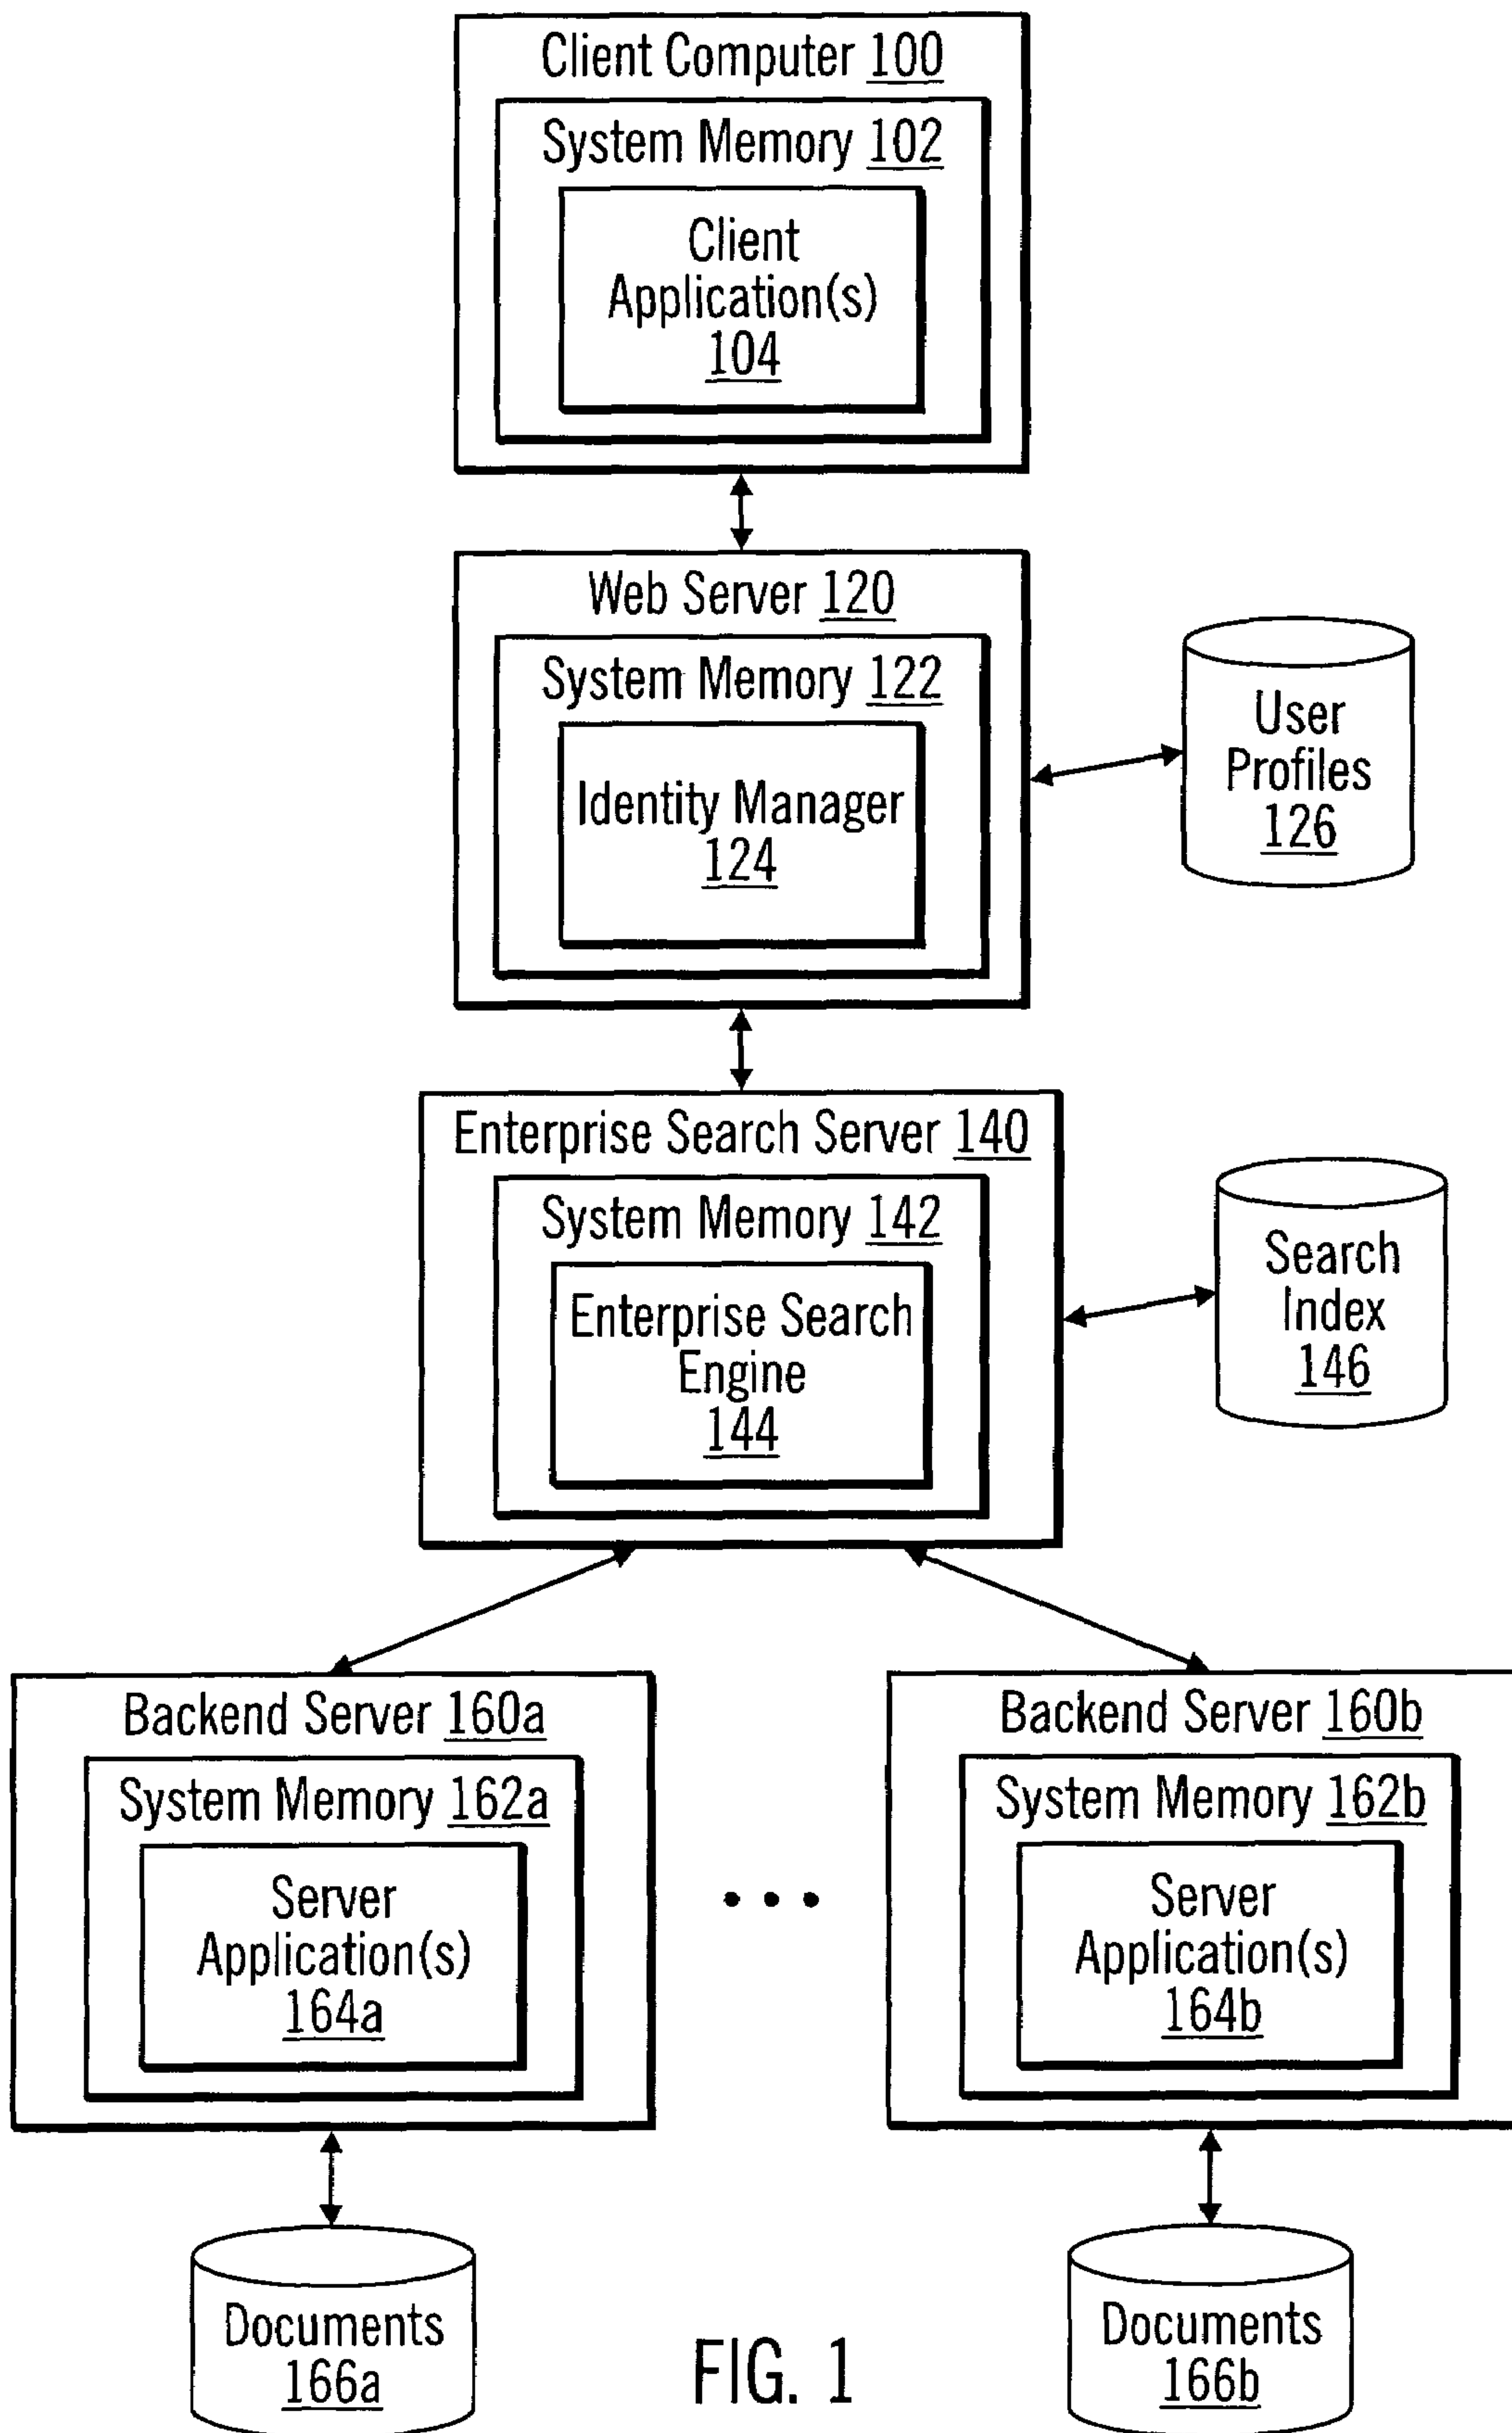 Client Computer 100
System Memory 102
Client
Application(s)
104
Web Server 120
System Memory 122
Identity Manager
124
User
Profiles
126
Enterprise Search Server 140
System Memory 142
Enterprise Search
Engine
144
Search
Index
146
Backend Server 160a
System Memory 162a
Server
Application(s)
164a
Backend Server 160b
System Memory 162b
Server
Application(s)
164b
Documents
166a
Documents
166b
FIG. 1